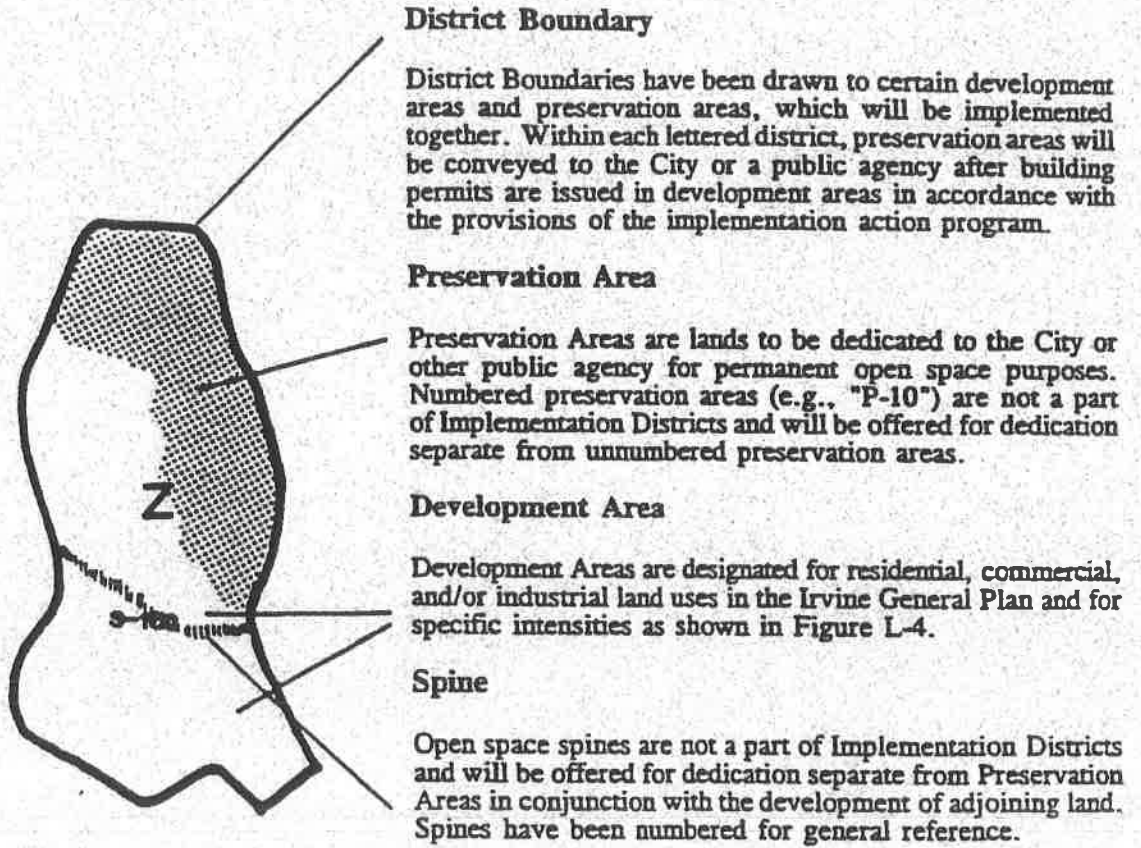 District Boundary
District Boundaries have been drawn to certain development
areas and preservation areas, which will be implemented
together. Within each lettered district, preservation areas will
be conveyed to the City or a public agency after building
permits are issued in development areas in accordance with
the provisions of the implementation action program.
Preservation Area
Preservation Areas are lands to be dedicated to the City or
other public agency for permanent open space purposes.
Numbered preservation areas (e.g., "P-10") are not a part
of Implementation Districts and will be offered for dedication
separate from unnumbered preservation areas.
Z
Development Area
Development Areas are designated for residential, commercial,
and/or industrial land uses in the Irvine General Plan and for
specific intensities as shown in Figure L-4.
Spine
Open space spines are not a part of Implementation Districts
and will be offered for dedication separate from Preservation
Areas in conjunction with the development of adjoining land.
Spines have been numbered for general reference.